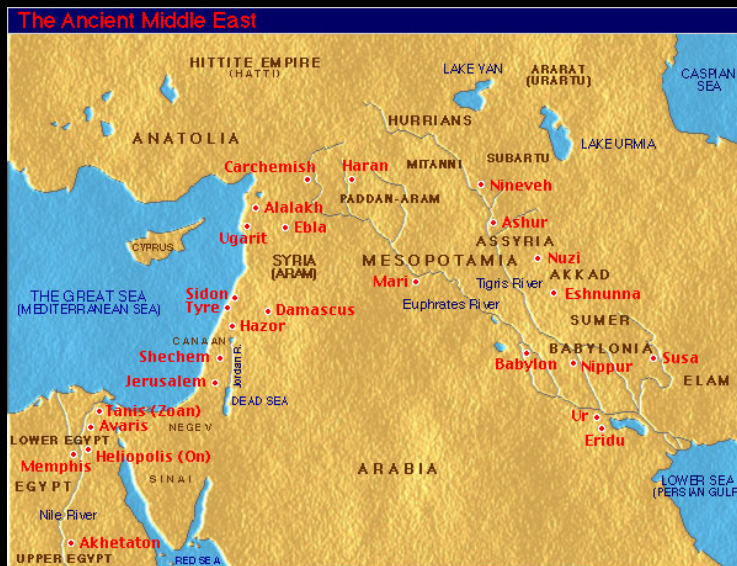 The Ancient Middle East
HITTITE EMPIRE
(HATTI)
LAKE VAN
ARARAT
(URARTU)
CASPIAN
SEA
HURRIANS
ANATOLIA
LAKE URMIA
Carchemish
Haran
MITANNI
SUBARTU
Nineveh
PADDAN-ARAM
Alalakh
Ashur
Ugarit
Ebla
CYPRUS
ASSYRIA
SYRIA
(ARAM)
MESOPOTAMIA
Nuzi
Mari
Tigris River
AKKAD
Eshnunna
THE GREAT SEA
(MEDITERRANEAN SEA)
Sidon
Tyre
Damascus
Euphrates River
Hazor
SUMER
CANAAN
Shechem
Jordan R.
BABYLONIA
Babylon
Nippur
Susa
Jerusalem
ELAM
DEAD SEA
Tanis (Zoan)
Avaris
NEGEV
Ur
Eridu
LOWER EGYPT
Heliopolis (On)
Memphis
ARABIA
SINAI
EGYPT
LOWER SEA
(PERSIAN GULF
Nile River
Akhetaton
UPPER EGYPT
RED SEA